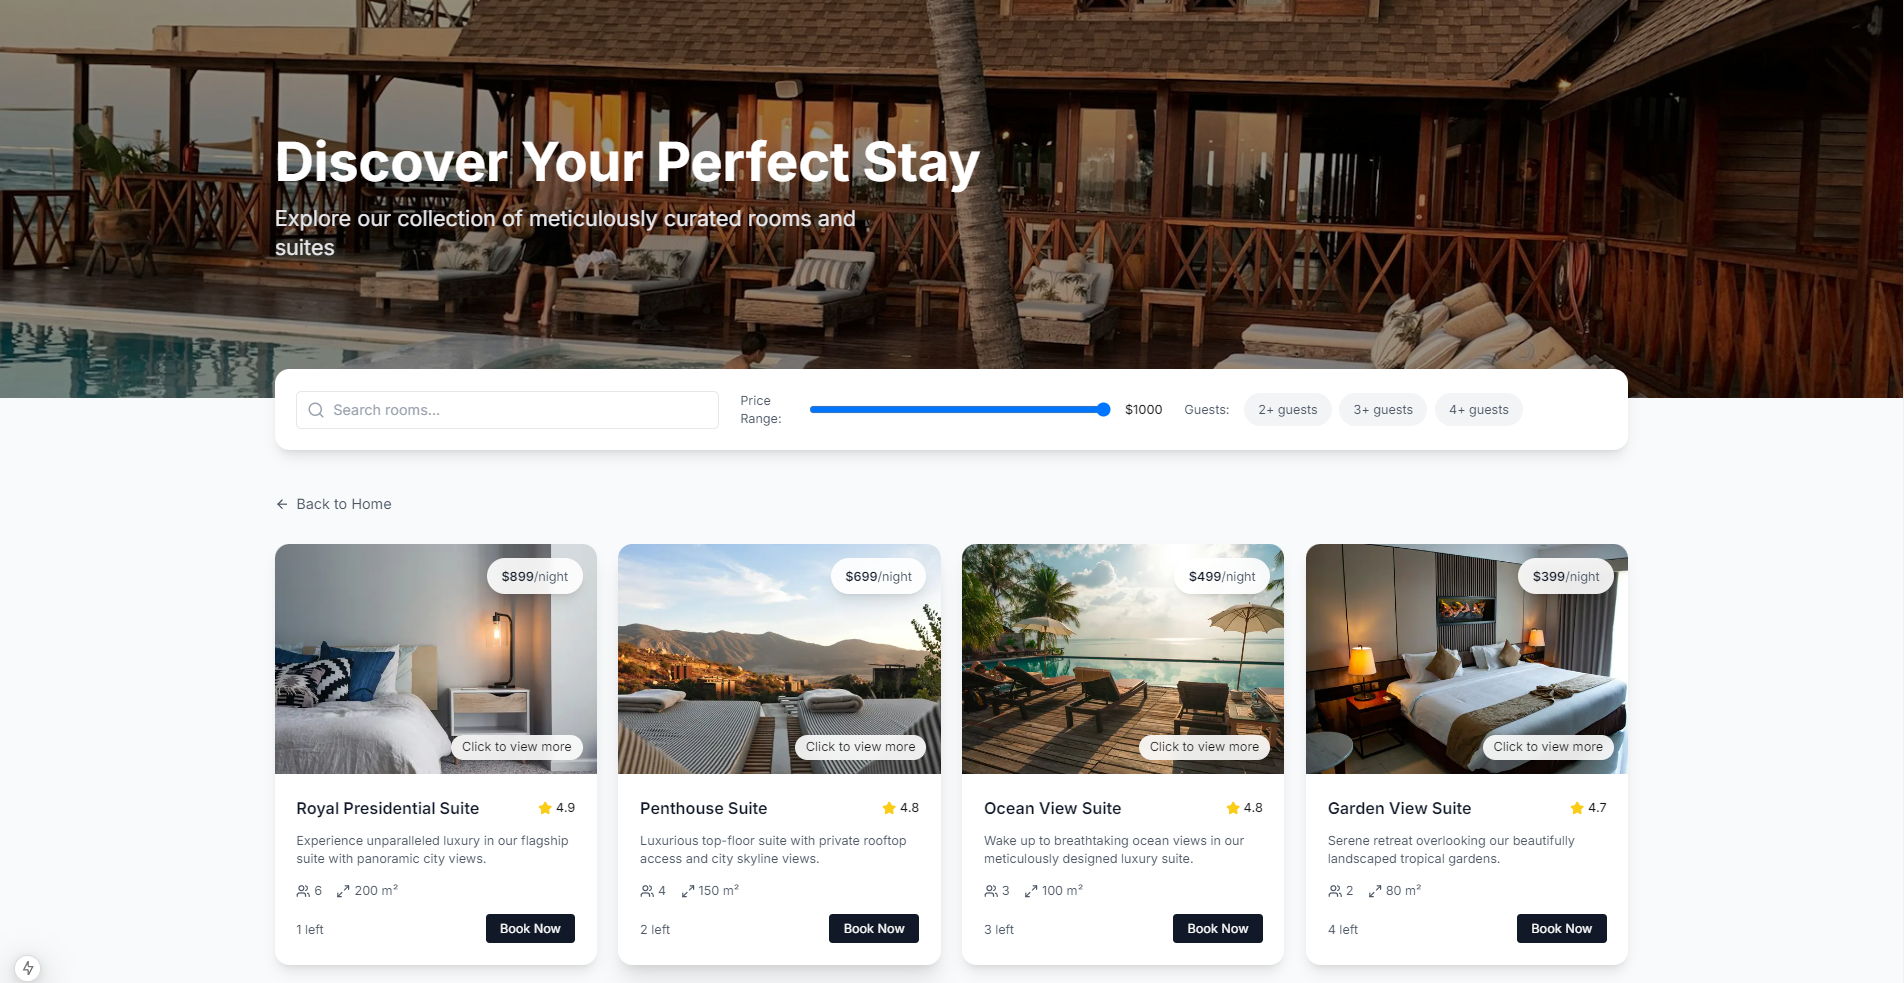 Discover Your Perfect Stay
Explore our collection of meticulously curated rooms and
suites
Search rooms...
Price
Range:
$1000
Guests:
2+ guests
3+ guests
4+ guests
Back to Home
$899/night
Click to view more
Royal Presidential Suite
4.9
Experience unparalleled luxury in our flagship
suite with panoramic city views.
6
200 m²
1 left
Book Now
$699/night
Click to view more
Penthouse Suite
4.8
Luxurious top-floor suite with private rooftop
access and city skyline views.
4
150 m²
2 left
Book Now
$499/night
Click to view more
Ocean View Suite
4.8
Wake up to breathtaking ocean views in our
meticulously designed luxury suite.
3
100 m²
3 left
Book Now
$399/night
Click to view more
Garden View Suite
4.7
Serene retreat overlooking our beautifully
landscaped tropical gardens.
2
80 m²
4 left
Book Now